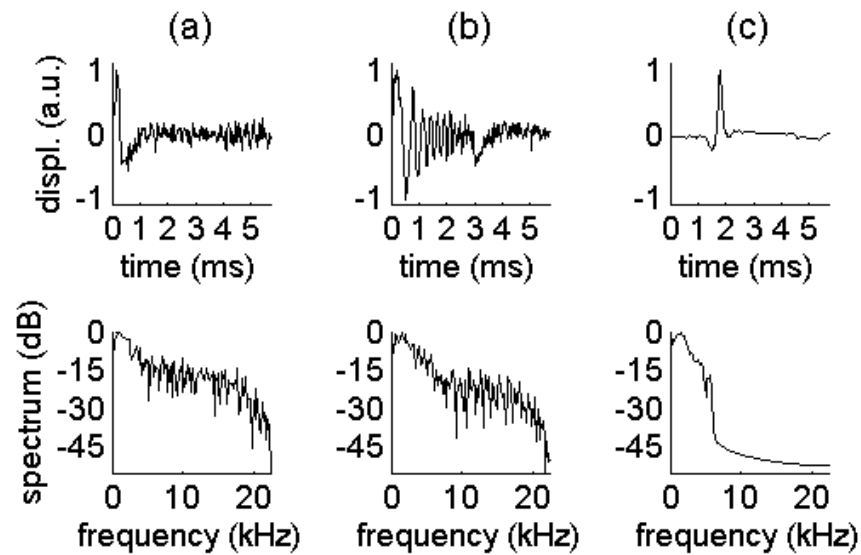 (a) (b) (c)
displ. (a.u.)
1 1 1
0 0 0
-1 -1 -1
0 1 2 3 4 5 0 1 2 3 4 5 0 1 2 3 4 5
time (ms) time (ms) time (ms)
spectrum (dB)
0 0 0
-15 -15 -15
-30 -30 -30
-45 -45 -45
0 10 20 0 10 20 0 10 20
frequency (kHz) frequency (kHz) frequency (kHz)